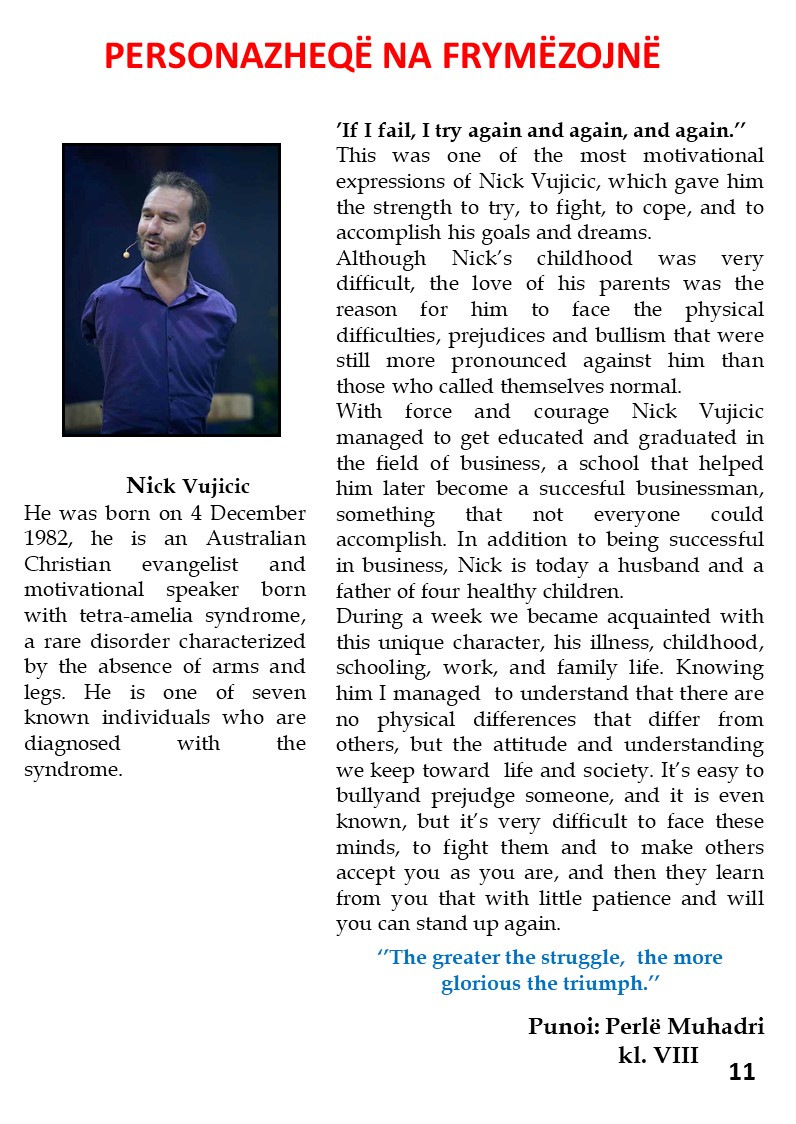 PERSONAZHEQË NA FRYMËZOJNË
Nick Vujicic
He was born on 4 December
1982, he is an Australian
Christian evangelist and
motivational speaker born
with tetra-amelia syndrome,
a rare disorder characterized
by the absence of arms and
legs. He is one of seven
known individuals who are
diagnosed with the
syndrome.
’If I fail, I try again and again, and again.’’
This was one of the most motivational
expressions of Nick Vujicic, which gave him
the strength to try, to fight, to cope, and to
accomplish his goals and dreams.
Although Nick’s childhood was very
difficult, the love of his parents was the
reason for him to face the physical
difficulties, prejudices and bullism that were
still more pronounced against him than
those who called themselves normal.
With force and courage Nick Vujicic
managed to get educated and graduated in
the field of business, a school that helped
him later become a succesful businessman,
something that not everyone could
accomplish. In addition to being successful
in business, Nick is today a husband and a
father of four healthy children.
During a week we became acquainted with
this unique character, his illness, childhood,
schooling, work, and family life. Knowing
him I managed to understand that there are
no physical differences that differ from
others, but the attitude and understanding
we keep toward life and society. It’s easy to
bullyand prejudge someone, and it is even
known, but it’s very difficult to face these
minds, to fight them and to make others
accept you as you are, and then they learn
from you that with little patience and will
you can stand up again.
‘’The greater the struggle, the more
glorious the triumph.’’
Punoi: Perlë Muhadri
kl. VIII
11